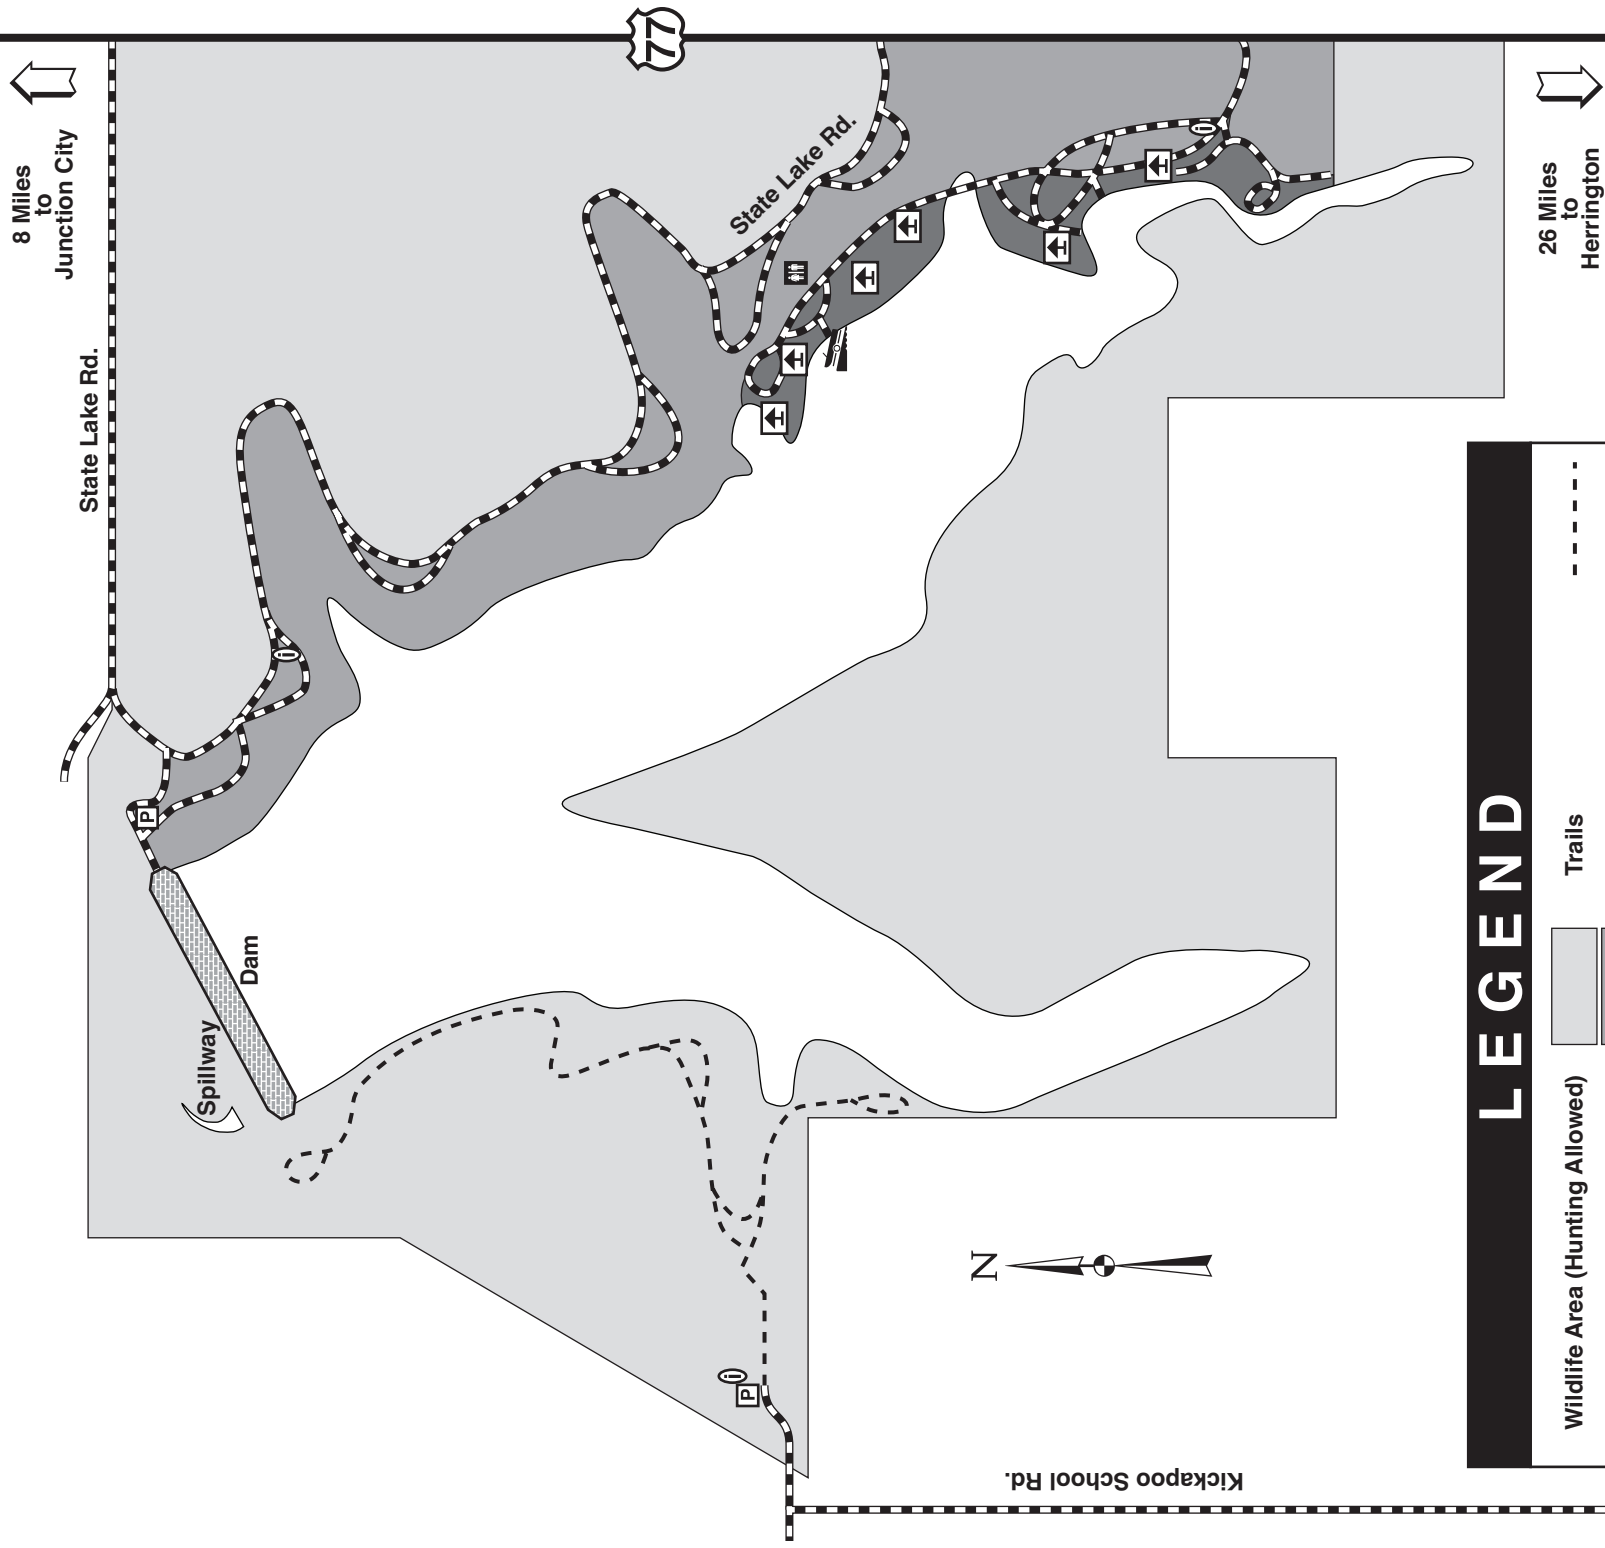 8 Miles
to
Junction City
77
26 Miles
to
Herrington
State Lake Rd.
State Lake Rd.
i
i
P
Dam
Spillway
i
P
N
Kickapoo School Rd.
LEGEND
Wildlife Area (Hunting Allowed)
Trails